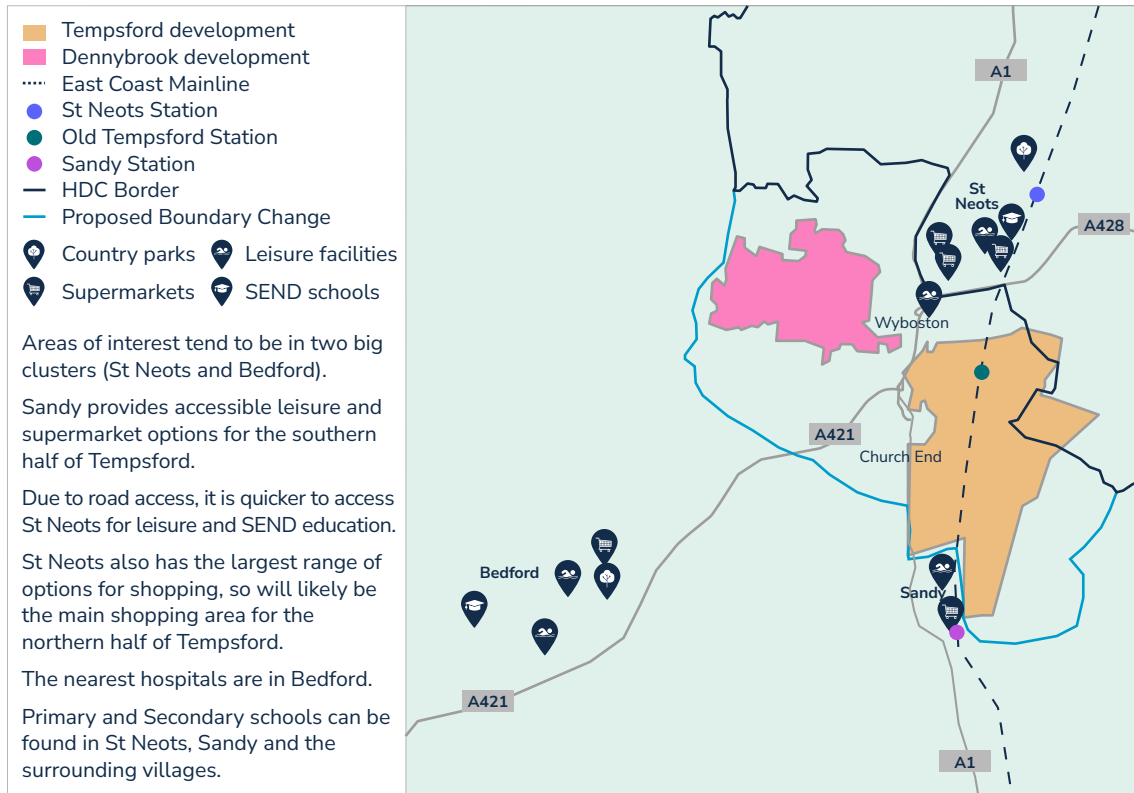 Tempsford development
Dennybrook development
East Coast Mainline
St Neots Station
Old Tempsford Station
Sandy Station
HDC Border
Proposed Boundary Change
Country parks
Leisure facilities
Supermarkets
SEND schools
Areas of interest tend to be in two big
clusters (St Neots and Bedford).
Sandy provides accessible leisure and
supermarket options for the southern
half of Tempsford.
Due to road access, it is quicker to access
St Neots for leisure and SEND education.
St Neots also has the largest range of
options for shopping, so will likely be
the main shopping area for the
northern half of Tempsford.
The nearest hospitals are in Bedford.
Primary and Secondary schools can be
found in St Neots, Sandy and the
surrounding villages.
A1
St
Neots
A428
Wyboston
A421
Church End
Bedford
Sandy
A421
A1